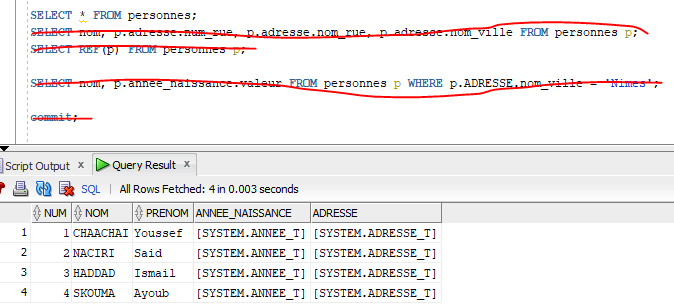 SELECT * FROM personnes;
SELECT nom, p.adresse.num_rue, p.adresse.nom_rue, p.adresse.nom_ville FROM personnes p;
SELECT REF(p) FROM personnes p;
SELECT nom, p.annee_naissance.valeur FROM personnes p WHERE p.ADRESSE.nom_ville = 'Nimes';
commit;
Script Output x Query Result x
SQL | All Rows Fetched: 4 in 0.003 seconds
NUM NOM PRENOM ANNEE_NAISSANCE ADRESSE
1 1 CHAACHAI Youssef [SYSTEM.ANNEE_T] [SYSTEM.ADRESSE_T]
2 2 NACIRI Said [SYSTEM.ANNEE_T] [SYSTEM.ADRESSE_T]
3 3 HADDAD Ismail [SYSTEM.ANNEE_T] [SYSTEM.ADRESSE_T]
4 4 SKOUMA Ayoub [SYSTEM.ANNEE_T] [SYSTEM.ADRESSE_T]